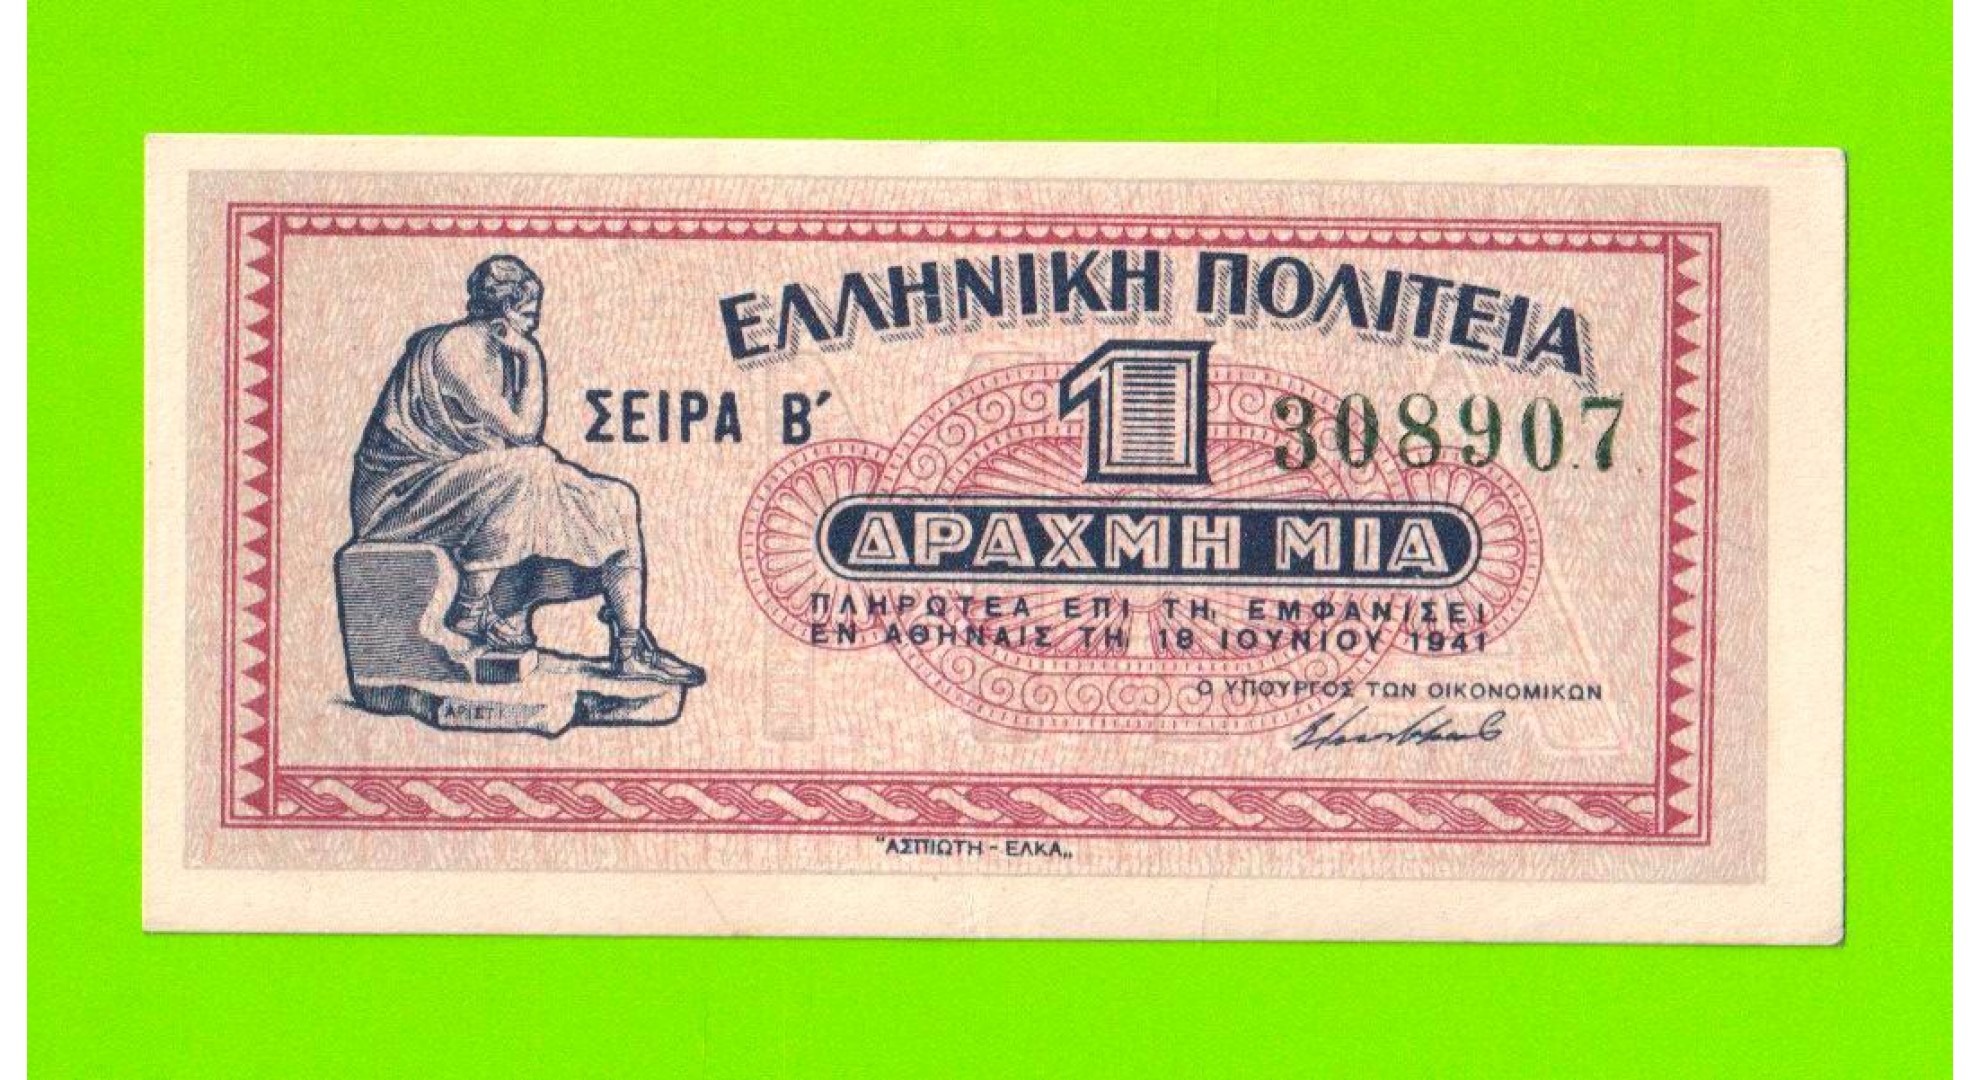 ΕΛΛΗΝΙΚΗ ΠΟΛΙΤΕΙΑ
ΣΕΙΡΑ Β´
1
308907
ΔΡΑΧΜΗ ΜΙΑ
ΠΛΗΡΩΤΕΑ ΕΠΙ ΤΗ, ΕΜΦΑΝΙΣΕΙ
ΕΝ ΑΘΗΝΑΙΣ ΤΗ, 18 ΙΟΥΝΙΟΥ 1941
Ο ΥΠΟΥΡΓΟΣ ΤΩΝ ΟΙΚΟΝΟΜΙΚΩΝ
"ΑΣΠΙΩΤΗ - ΕΛΚΑ„